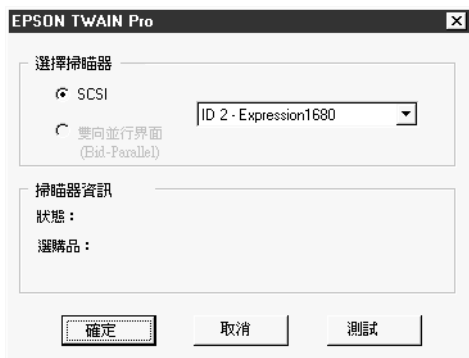 EPSON TWAIN Pro
選擇掃瞄器
SCSI
ID 2 - Expression1680
雙向並行界面
(Bid-Parallel)
掃瞄器資訊
狀態：
選購品：
確定
取消
測試